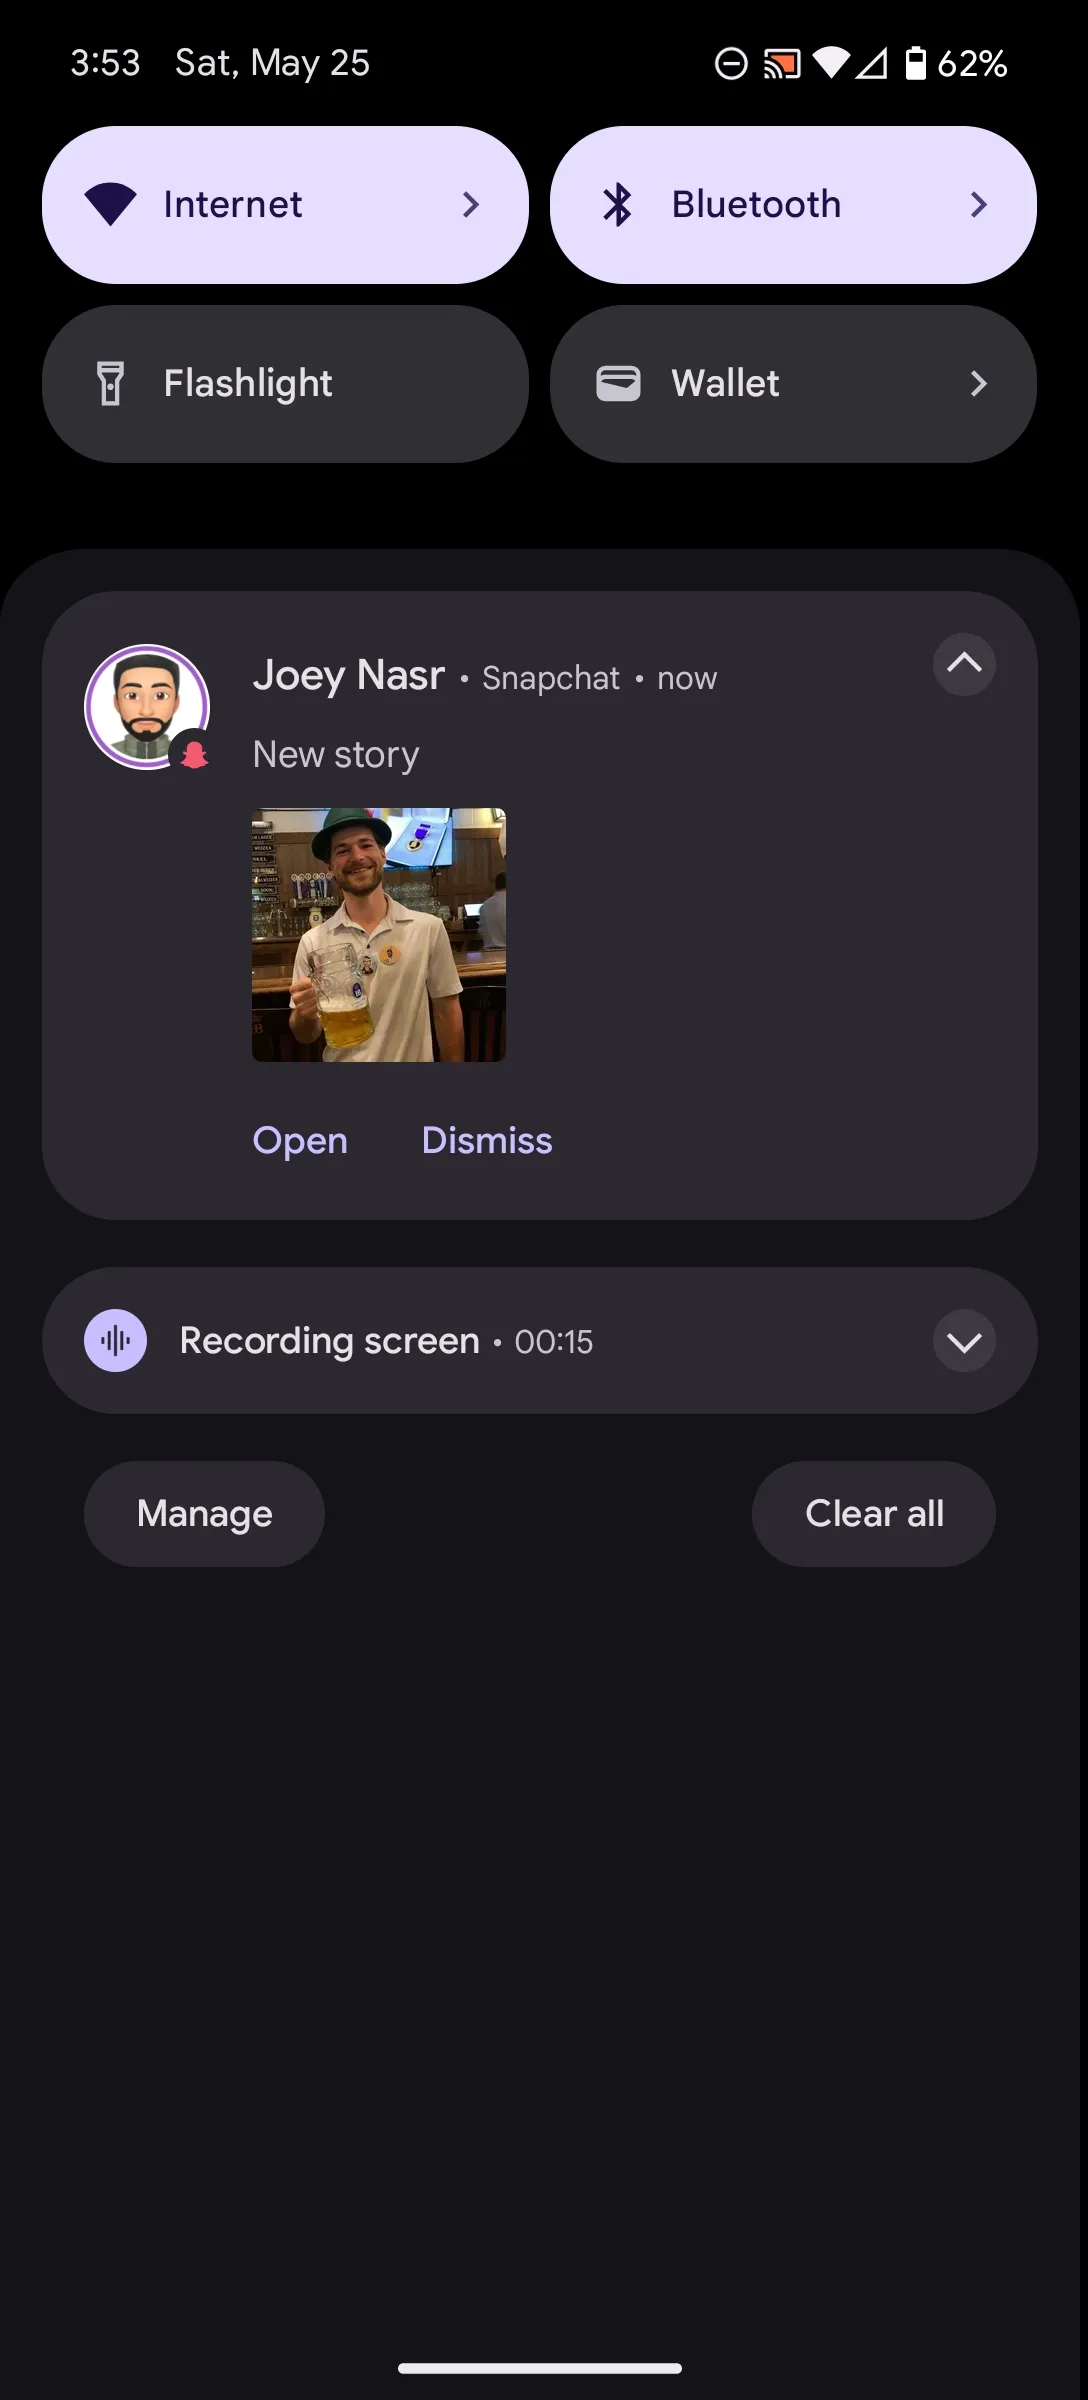 3:53 Sat, May 25 62%
Internet
Bluetooth
Flashlight
Wallet
Joey Nasr • Snapchat • now
New story
Open Dismiss
Recording screen • 00:15
Manage
Clear all